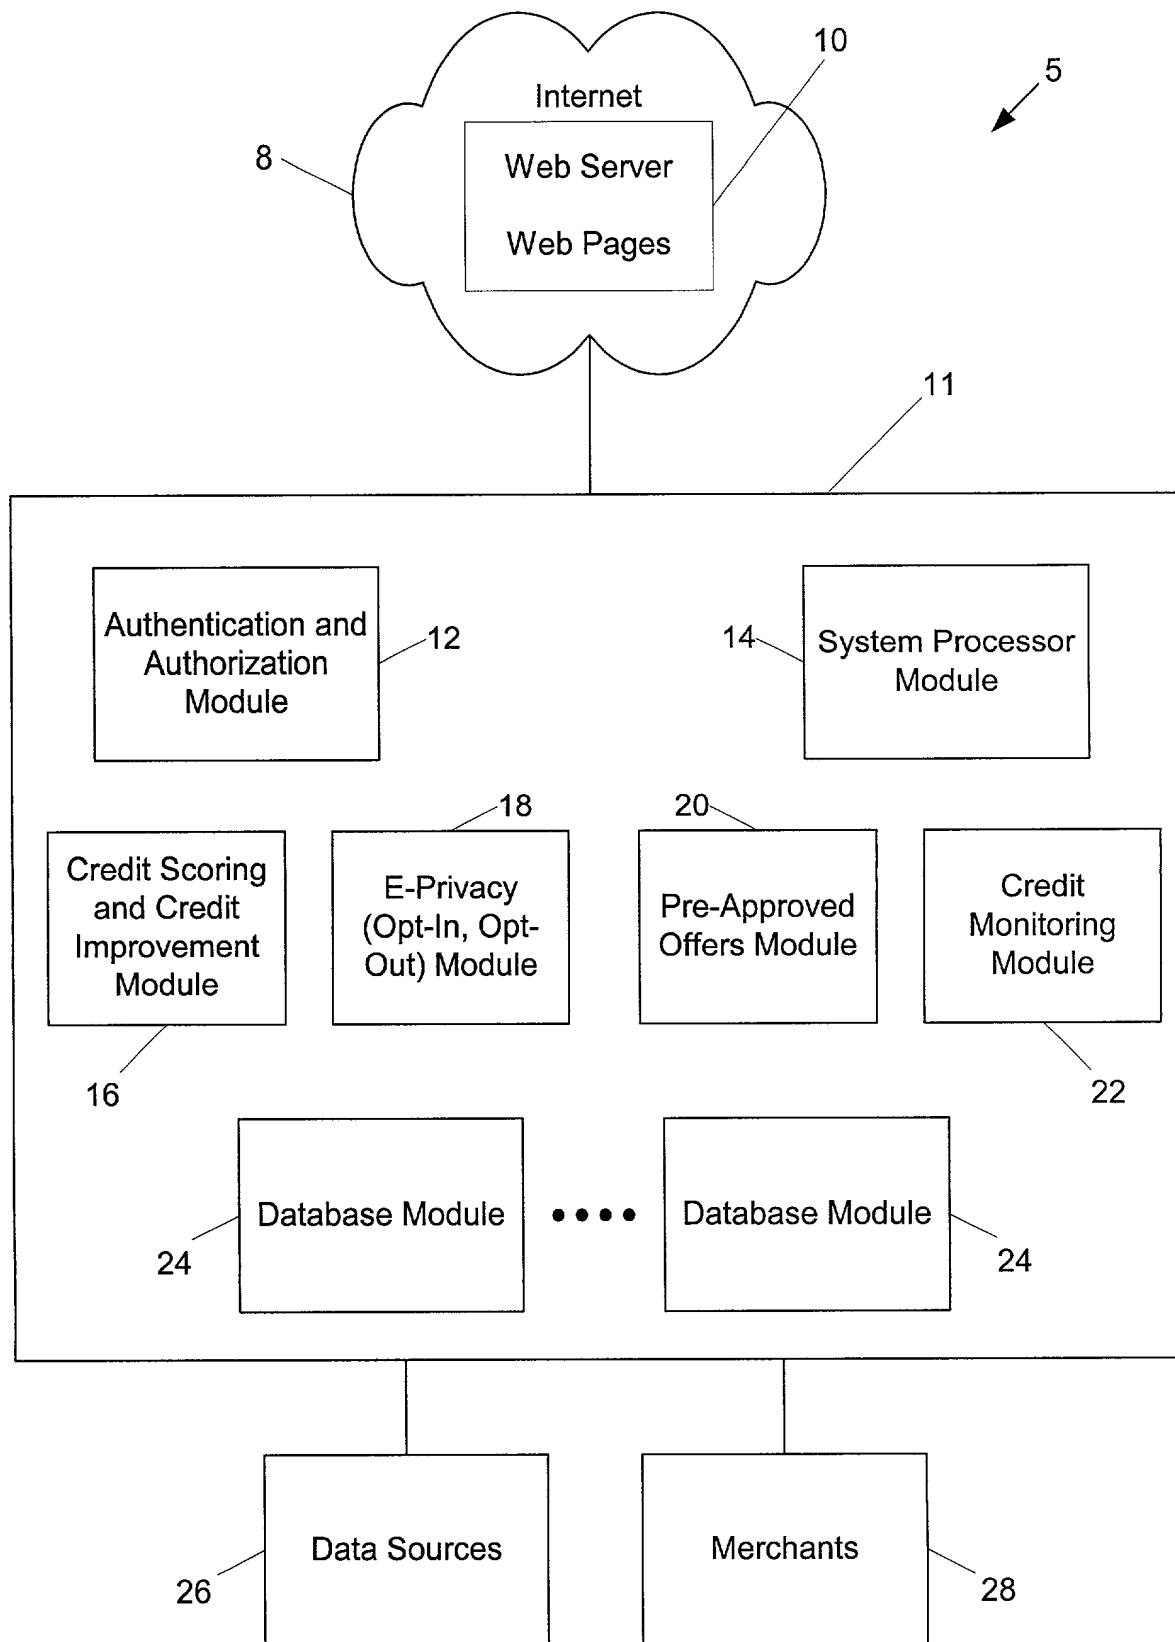 10
5
Internet
8
Web Server
Web Pages
11
Authentication and
Authorization
Module
12
14
System Processor
Module
18
20
Credit Scoring
and Credit
Improvement
Module
E-Privacy
(Opt-In, Opt-
Out) Module
Pre-Approved
Offers Module
Credit
Monitoring
Module
16
22
Database Module
Database Module
24
24
Data Sources
Merchants
26
28